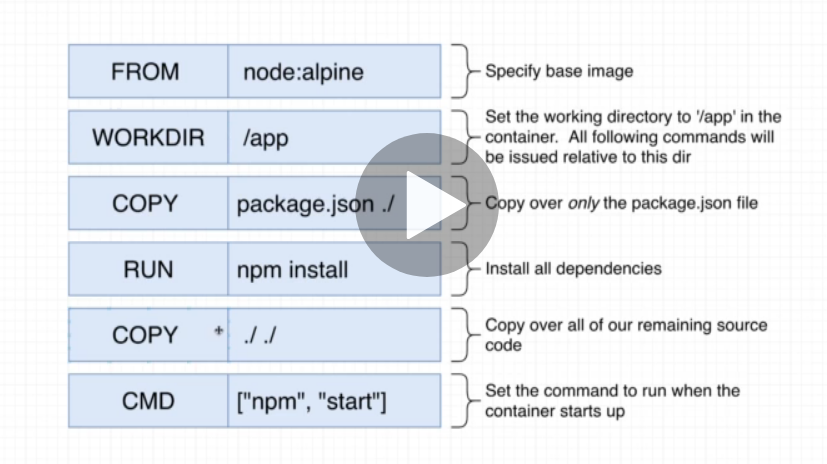 FROM node:alpine Specify base image
WORKDIR /app Set the working directory to '/app' in the
container. All following commands will
be issued relative to this dir
COPY package.json ./ Copy over only the package.json file
RUN npm install Install all dependencies
COPY ./ ./ Copy over all of our remaining source
code
CMD ["npm", "start"] Set the command to run when the
container starts up